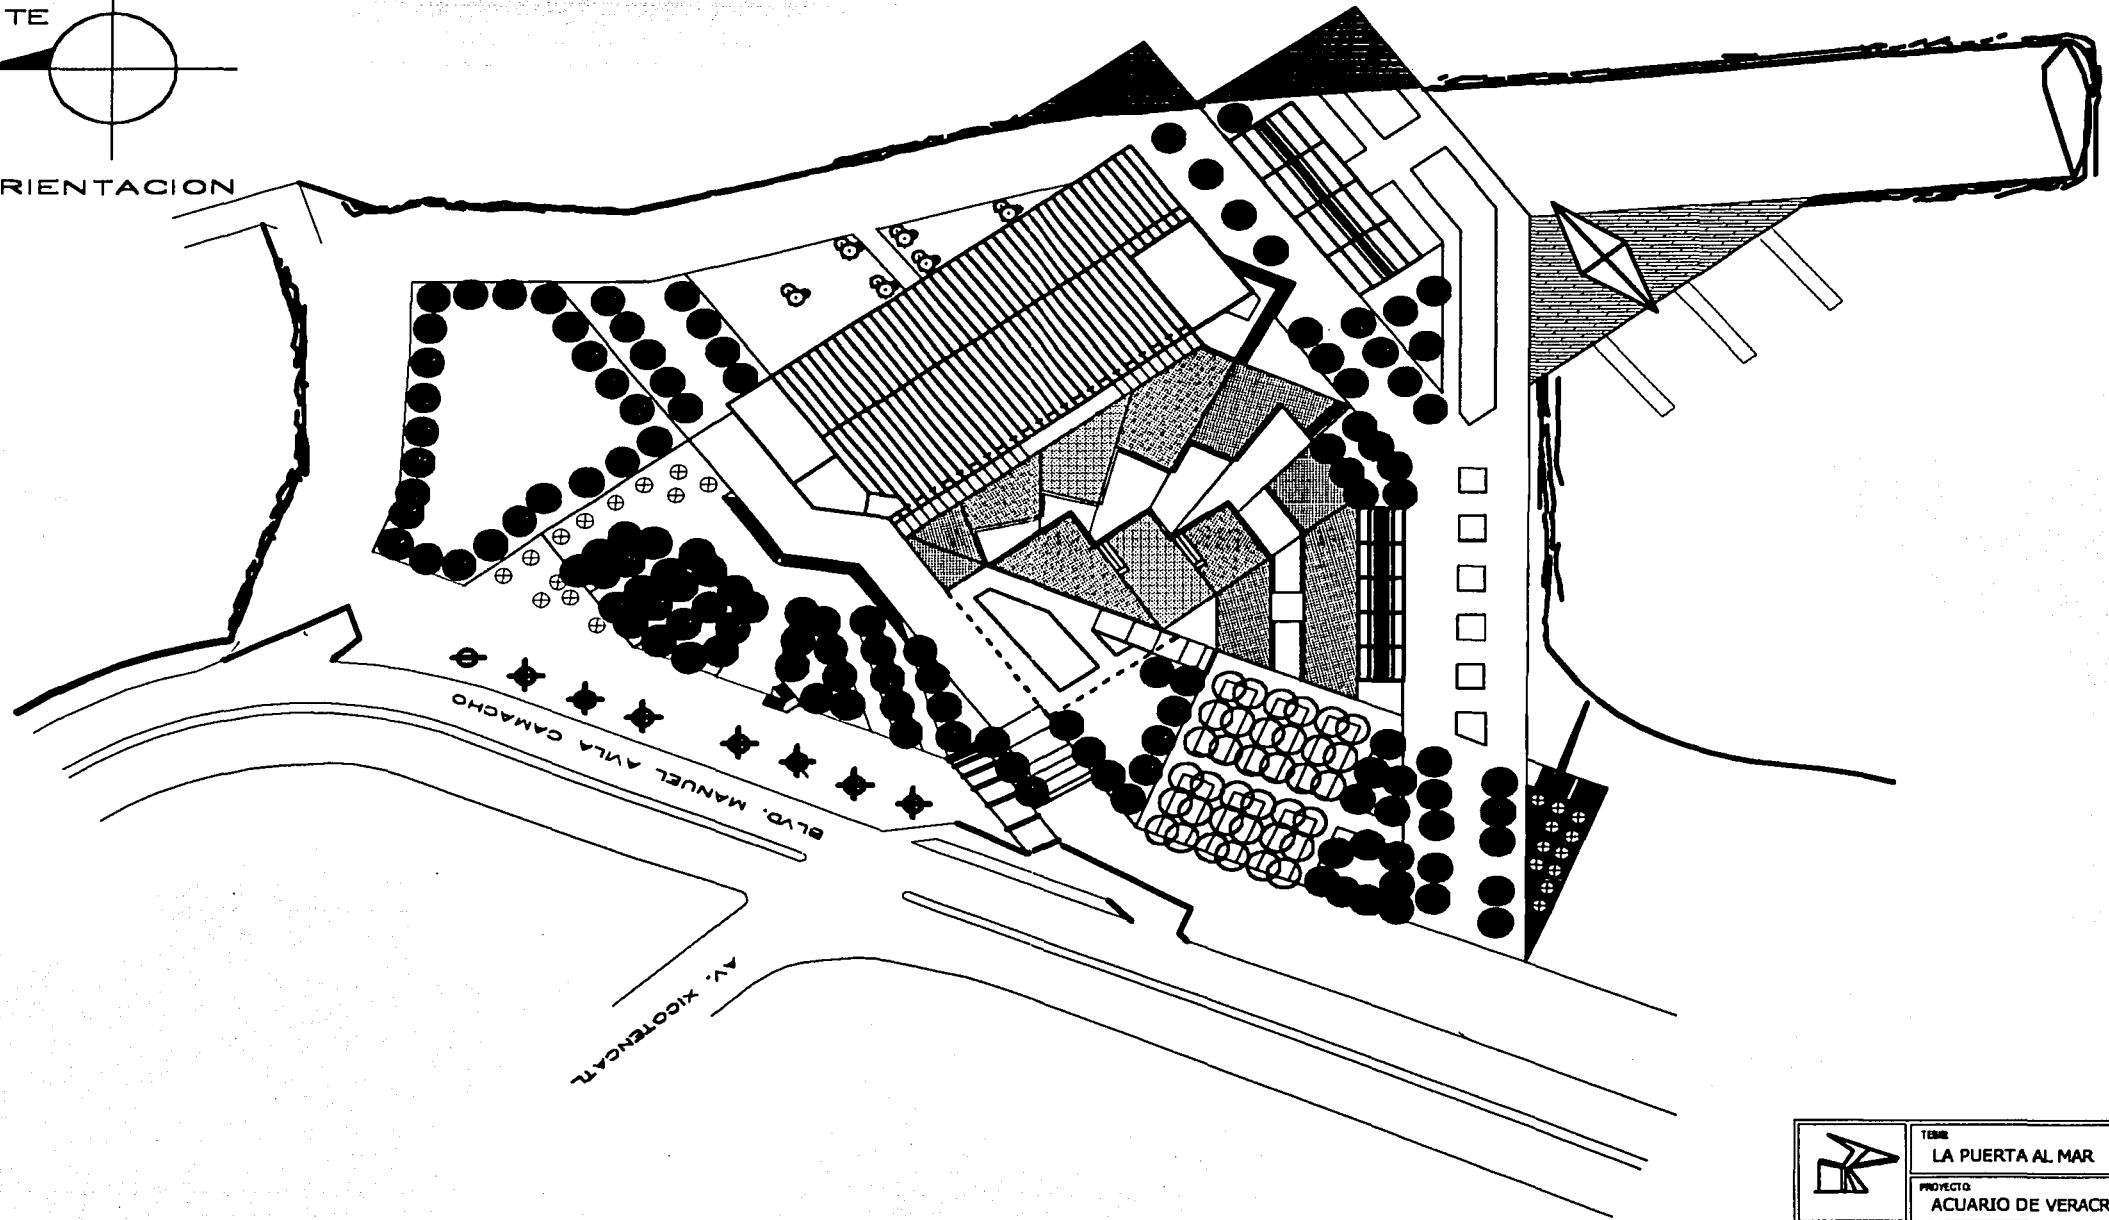 TE
RIENTACION
BLVD. MANUEL AVILA CAMACHO
AV. XICOTENCATL
LA PUERTA AL MAR
PROYECTO:
ACUARIO DE VERACR